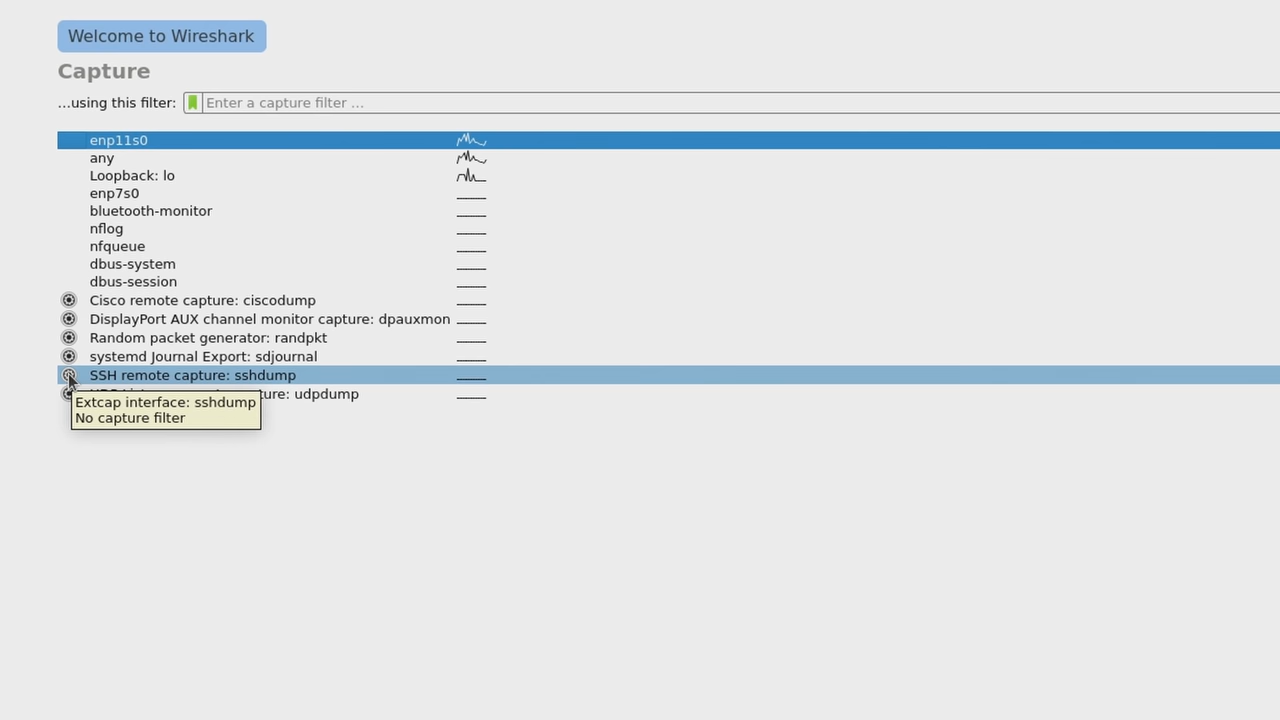 Welcome to Wireshark
Capture
...using this filter: Enter a capture filter ...
enp11s0
any
Loopback: lo
enp7s0
bluetooth-monitor
nflog
nfqueue
dbus-system
dbus-session
Cisco remote capture: ciscodump
DisplayPort AUX channel monitor capture: dpauxmon
Random packet generator: randpkt
systemd Journal Export: sdjournal
SSH remote capture: sshdump
udpdump
Extcap interface: sshdump
No capture filter